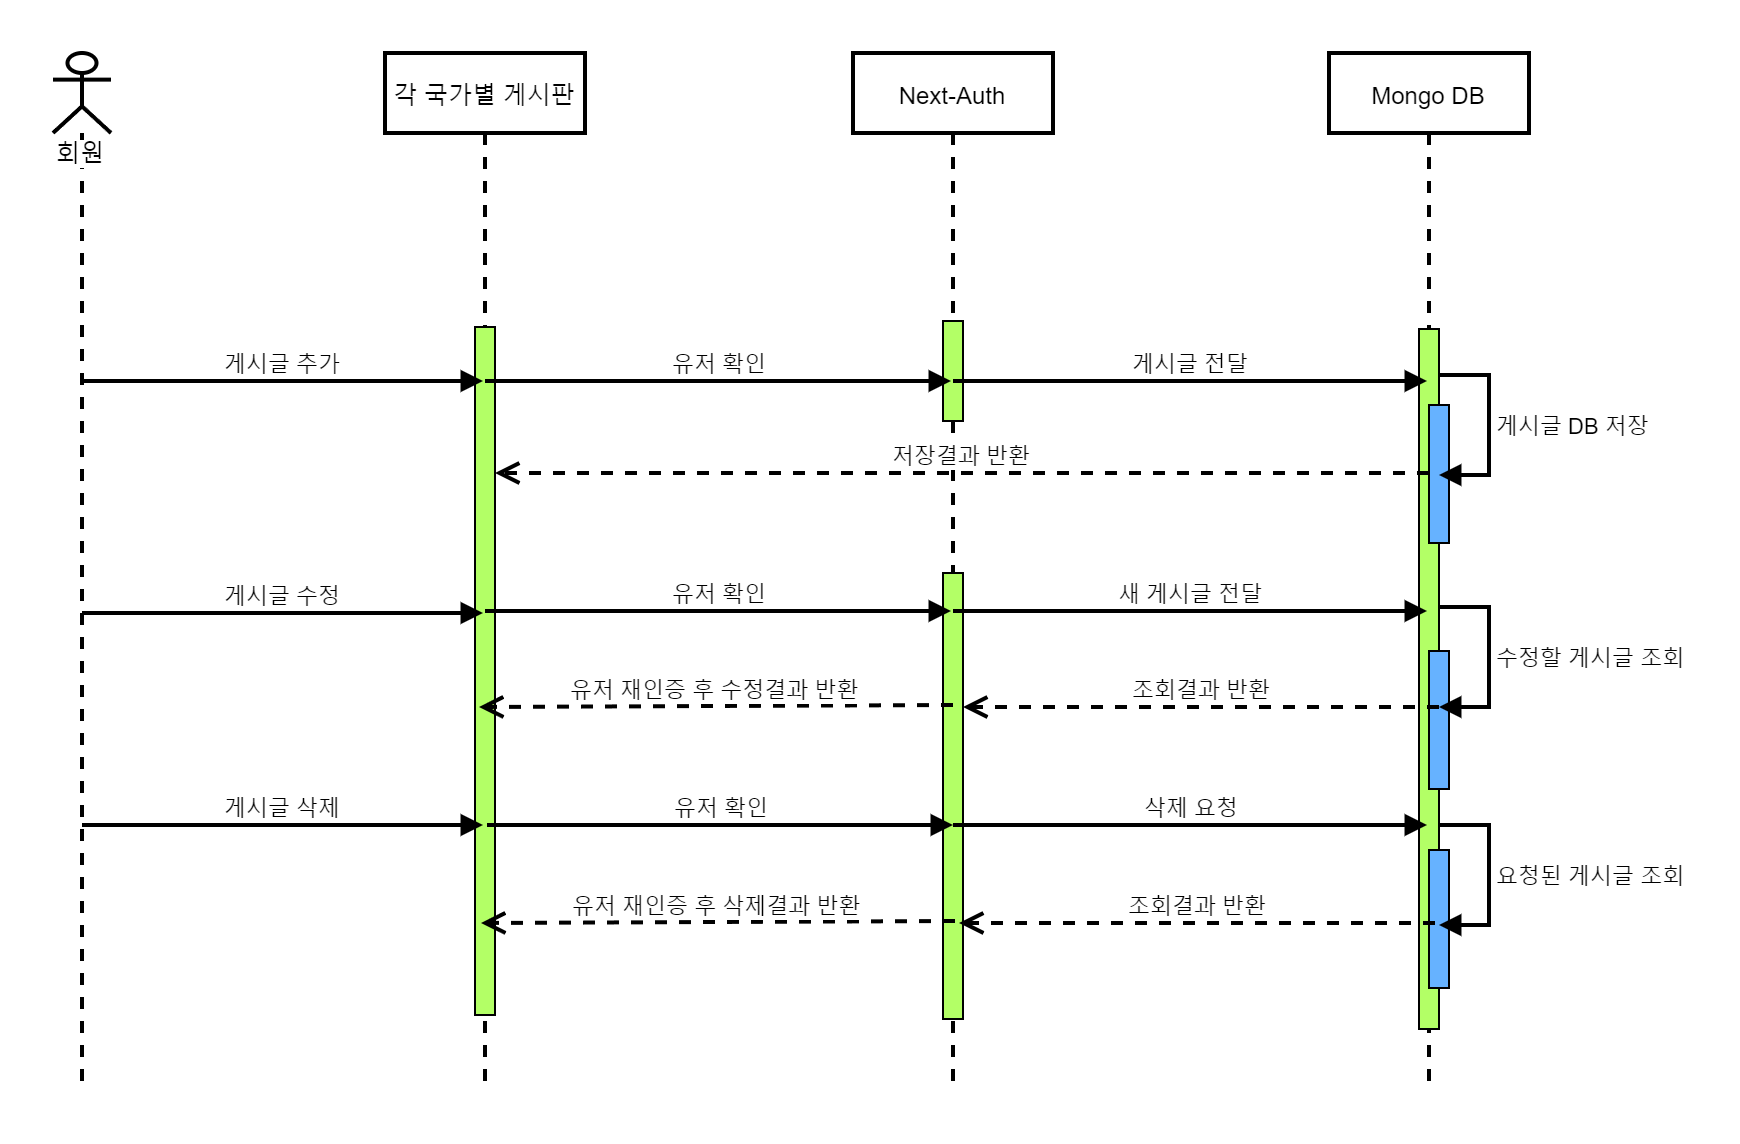 회원
각 국가별 게시판
Next-Auth
Mongo DB
게시글 추가
유저 확인
게시글 전달
게시글 DB 저장
저장결과 반환
게시글 수정
유저 확인
새 게시글 전달
수정할 게시글 조회
유저 재인증 후 수정결과 반환
조회결과 반환
게시글 삭제
유저 확인
삭제 요청
요청된 게시글 조회
유저 재인증 후 삭제결과 반환
조회결과 반환